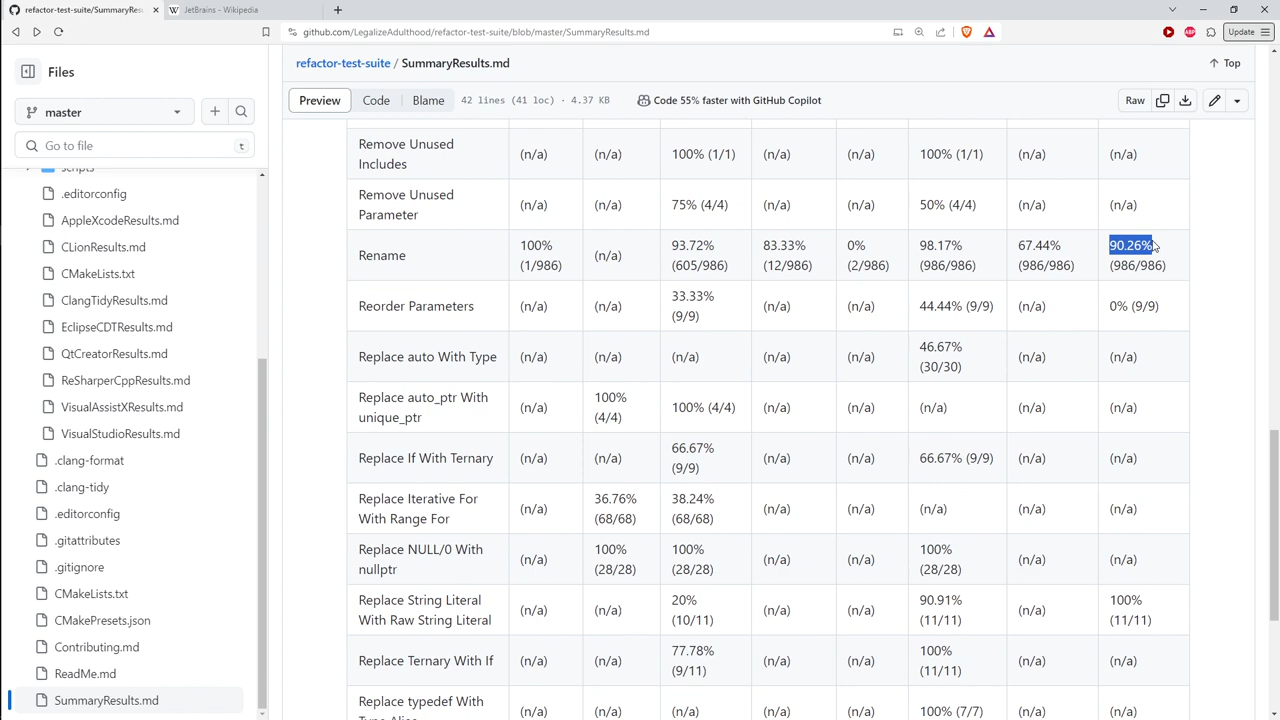 refactor-test-suite/SummaryRes
JetBrains - Wikipedia
github.com/LegalizeAdulthood/refactor-test-suite/blob/master/SummaryResults.md
ABP
Update
Files
master
Go to file
t
scripts
.editorconfig
AppleXcodeResults.md
CLionResults.md
CMakeLists.txt
ClangTidyResults.md
EclipseCDTResults.md
QtCreatorResults.md
ReSharperCppResults.md
VisualAssistXResults.md
VisualStudioResults.md
.clang-format
.clang-tidy
.editorconfig
.gitattributes
.gitignore
CMakeLists.txt
CMakePresets.json
Contributing.md
ReadMe.md
SummaryResults.md
refactor-test-suite / SummaryResults.md
Top
Preview Code Blame 42 lines (41 loc) · 4.37 KB Code 55% faster with GitHub Copilot
Raw
Remove Unused
Includes
(n/a) (n/a) 100% (1/1) (n/a) (n/a) 100% (1/1) (n/a) (n/a)
Remove Unused
Parameter
(n/a) (n/a) 75% (4/4) (n/a) (n/a) 50% (4/4) (n/a) (n/a)
Rename
100% 93.72% 83.33% 0% 98.17% 67.44% 90.26%
(1/986) (n/a) (605/986) (12/986) (2/986) (986/986) (986/986) (986/986)
Reorder Parameters
(n/a) (n/a) 33.33%
(9/9) (n/a) (n/a) 44.44% (9/9) (n/a) 0% (9/9)
Replace auto With Type
(n/a) (n/a) (n/a) (n/a) (n/a) 46.67%
(30/30) (n/a) (n/a)
Replace auto_ptr With
unique_ptr
(n/a) 100%
(4/4) 100% (4/4) (n/a) (n/a) (n/a) (n/a) (n/a)
Replace If With Ternary
(n/a) (n/a) 66.67%
(9/9) (n/a) (n/a) 66.67% (9/9) (n/a) (n/a)
Replace Iterative For
With Range For
(n/a) 36.76%
(68/68) 38.24%
(68/68) (n/a) (n/a) (n/a) (n/a) (n/a)
Replace NULL/0 With
nullptr
(n/a) 100%
(28/28) 100%
(28/28) (n/a) (n/a) 100%
(28/28) (n/a) (n/a)
Replace String Literal
With Raw String Literal
(n/a) (n/a) 20%
(10/11) (n/a) (n/a) 90.91%
(11/11) (n/a) 100%
(11/11)
Replace Ternary With If
(n/a) (n/a) 77.78%
(9/11) (n/a) (n/a) 100%
(11/11) (n/a) (n/a)
Replace typedef With
Type Alias
(n/a) (n/a) (n/a) (n/a) (n/a) 100% (7/7) (n/a) (n/a)